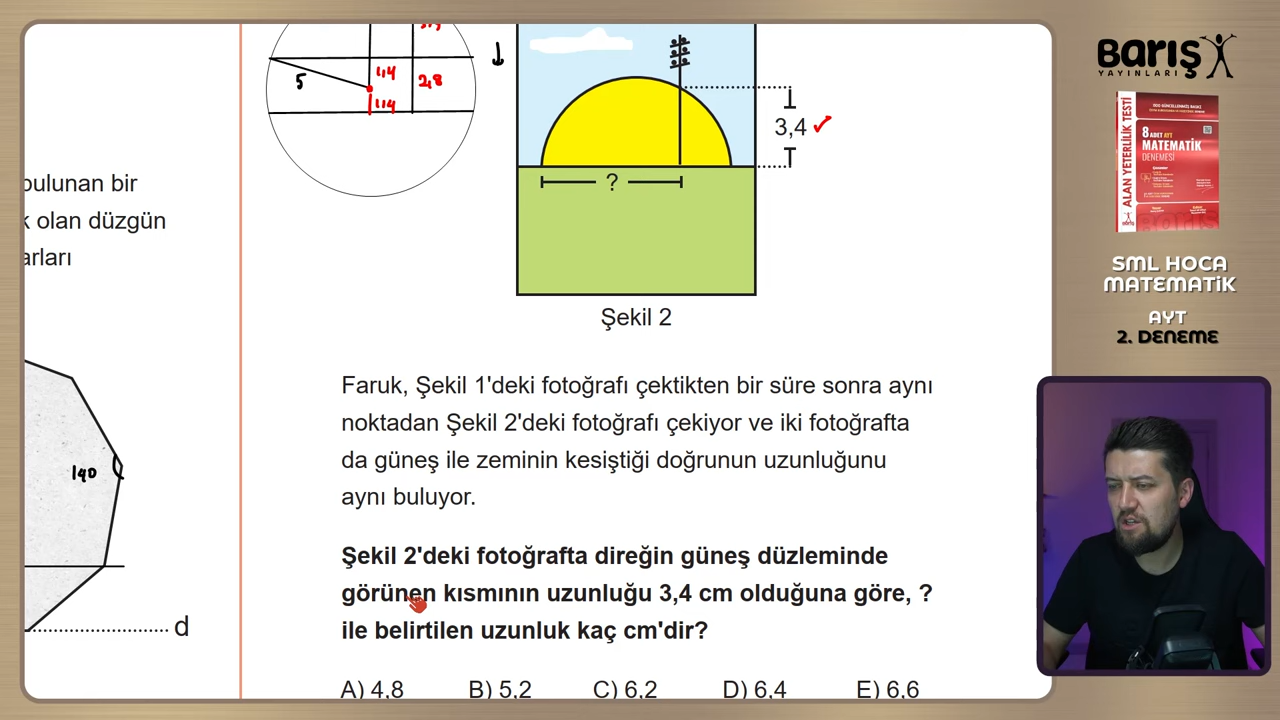 5
1,4
1,4
2,8
3,4
?
Şekil 2
bulunan bir
k olan düzgün
arları
140
d
Faruk, Şekil 1'deki fotoğrafı çektikten bir süre sonra aynı
noktadan Şekil 2'deki fotoğrafı çekiyor ve iki fotoğrafta
da güneş ile zeminin kesiştiği doğrunun uzunluğunu
aynı buluyor.
Şekil 2'deki fotoğrafta direğin güneş düzleminde
görünen kısmının uzunluğu 3,4 cm olduğuna göre, ?
ile belirtilen uzunluk kaç cm'dir?
A) 4,8 B) 5,2 C) 6,2 D) 6,4 E) 6,6
BARIŞ
YAYINLARI
ALAN YETERLİLİK TESTİ
8 ADET AYT
MATEMATİK
DENEMESİ
BARIŞ
SML HOCA
MATEMATİK
AYT
2. DENEME